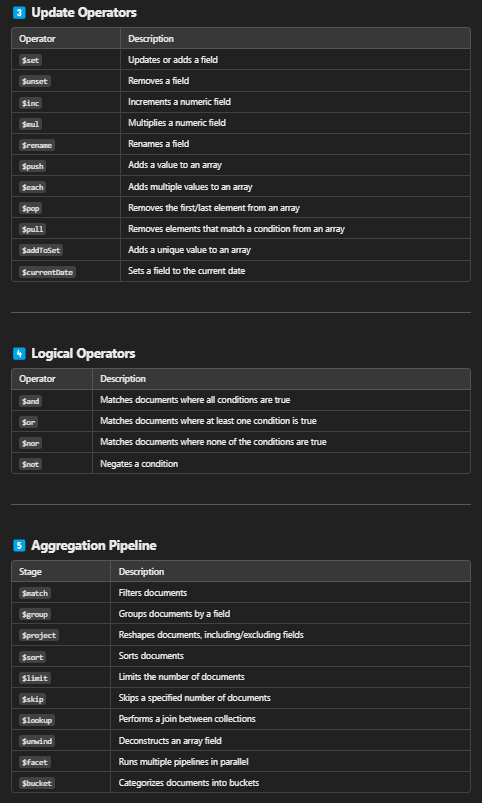 3 Update Operators
Operator Description
$set Updates or adds a field
$unset Removes a field
$inc Increments a numeric field
$mul Multiplies a numeric field
$rename Renames a field
$push Adds a value to an array
$each Adds multiple values to an array
$pop Removes the first/last element from an array
$pull Removes elements that match a condition from an array
$addToSet Adds a unique value to an array
$currentDate Sets a field to the current date
4 Logical Operators
Operator Description
$and Matches documents where all conditions are true
$or Matches documents where at least one condition is true
$nor Matches documents where none of the conditions are true
$not Negates a condition
5 Aggregation Pipeline
Stage Description
$match Filters documents
$group Groups documents by a field
$project Reshapes documents, including/excluding fields
$sort Sorts documents
$limit Limits the number of documents
$skip Skips a specified number of documents
$lookup Performs a join between collections
$unwind Deconstructs an array field
$facet Runs multiple pipelines in parallel
$bucket Categorizes documents into buckets